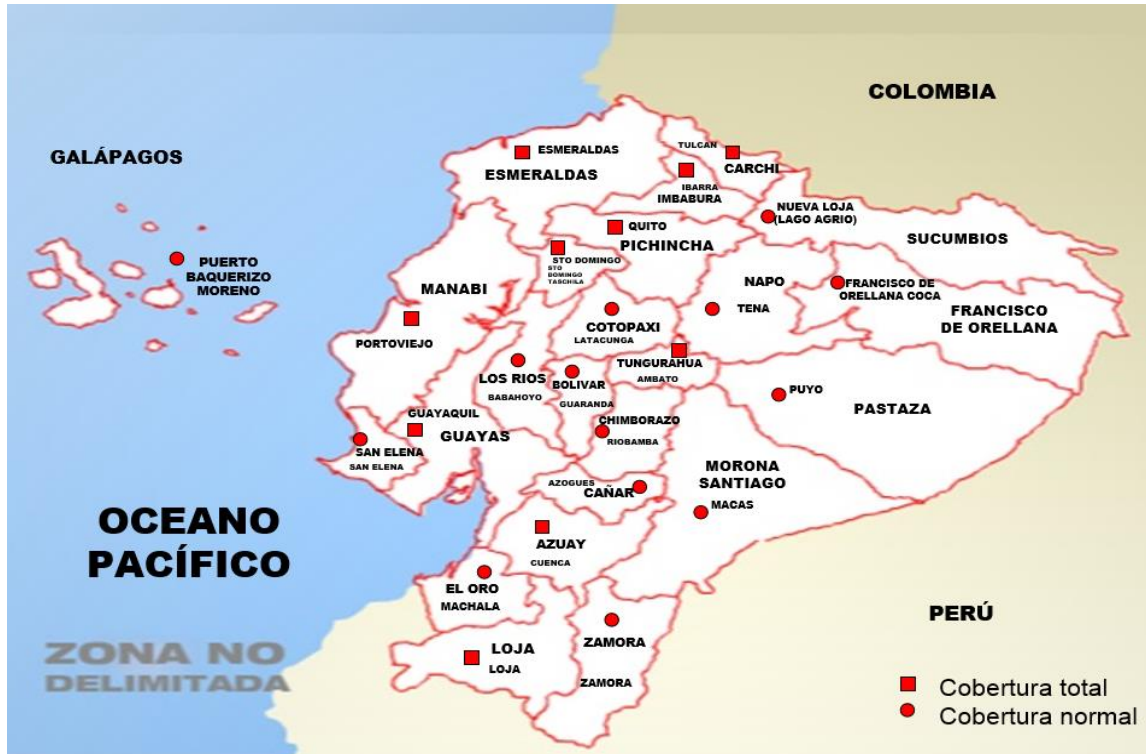 COLOMBIA
GALÁPAGOS
ESMERALDAS
ESMERALDAS
TULCAN
CARCHI
IBARRA
IMBABURA
NUEVA LOJA
(LAGO AGRIO)
SUCUMBIOS
QUITO
PICHINCHA
STO DOMINGO
STO
DOMINGO
TASCHILA
PUERTO
BAQUERIZO
MORENO
MANABI
PORTOVIEJO
NAPO
TENA
FRANCISCO DE
ORELLANA COCA
FRANCISCO
DE ORELLANA
COTOPAXI
LATACUNGA
TUNGURAHUA
AMBATO
LOS RIOS
BABAHOYO
BOLIVAR
GUARANDA
PUYO
PASTAZA
GUAYAQUIL
GUAYAS
CHIMBORAZO
RIOBAMBA
SAN ELENA
SAN ELENA
MORONA
SANTIAGO
MACAS
AZOGUES
CAÑAR
OCEANO
PACÍFICO
AZUAY
CUENCA
EL ORO
MACHALA
PERÚ
ZAMORA
ZAMORA
LOJA
LOJA
ZONA NO
DELIMITADA
Cobertura total
Cobertura normal